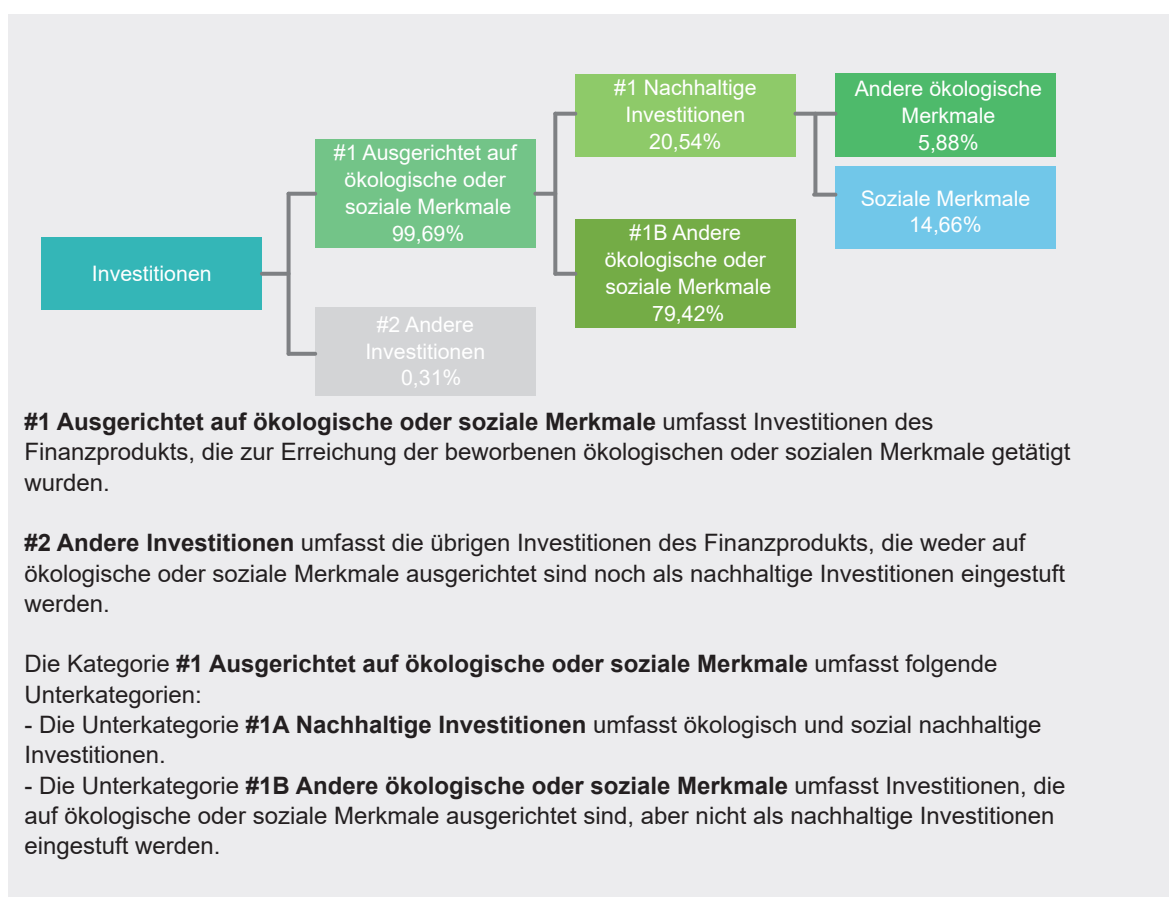 #1 Nachhaltige
Investitionen
20,54%
Andere ökologische
Merkmale
5,88%
#1 Ausgerichtet auf
ökologische oder
soziale Merkmale
99,69%
Soziale Merkmale
14,66%
#1B Andere
ökologische oder
soziale Merkmale
79,42%
Investitionen
#2 Andere
Investitionen
0,31%
#1 Ausgerichtet auf ökologische oder soziale Merkmale umfasst Investitionen des
Finanzprodukts, die zur Erreichung der beworbenen ökologischen oder sozialen Merkmale getätigt
wurden.
#2 Andere Investitionen umfasst die übrigen Investitionen des Finanzprodukts, die weder auf
ökologische oder soziale Merkmale ausgerichtet sind noch als nachhaltige Investitionen eingestuft
werden.
Die Kategorie #1 Ausgerichtet auf ökologische oder soziale Merkmale umfasst folgende
Unterkategorien:
- Die Unterkategorie #1A Nachhaltige Investitionen umfasst ökologisch und sozial nachhaltige
Investitionen.
- Die Unterkategorie #1B Andere ökologische oder soziale Merkmale umfasst Investitionen, die
auf ökologische oder soziale Merkmale ausgerichtet sind, aber nicht als nachhaltige Investitionen
eingestuft werden.